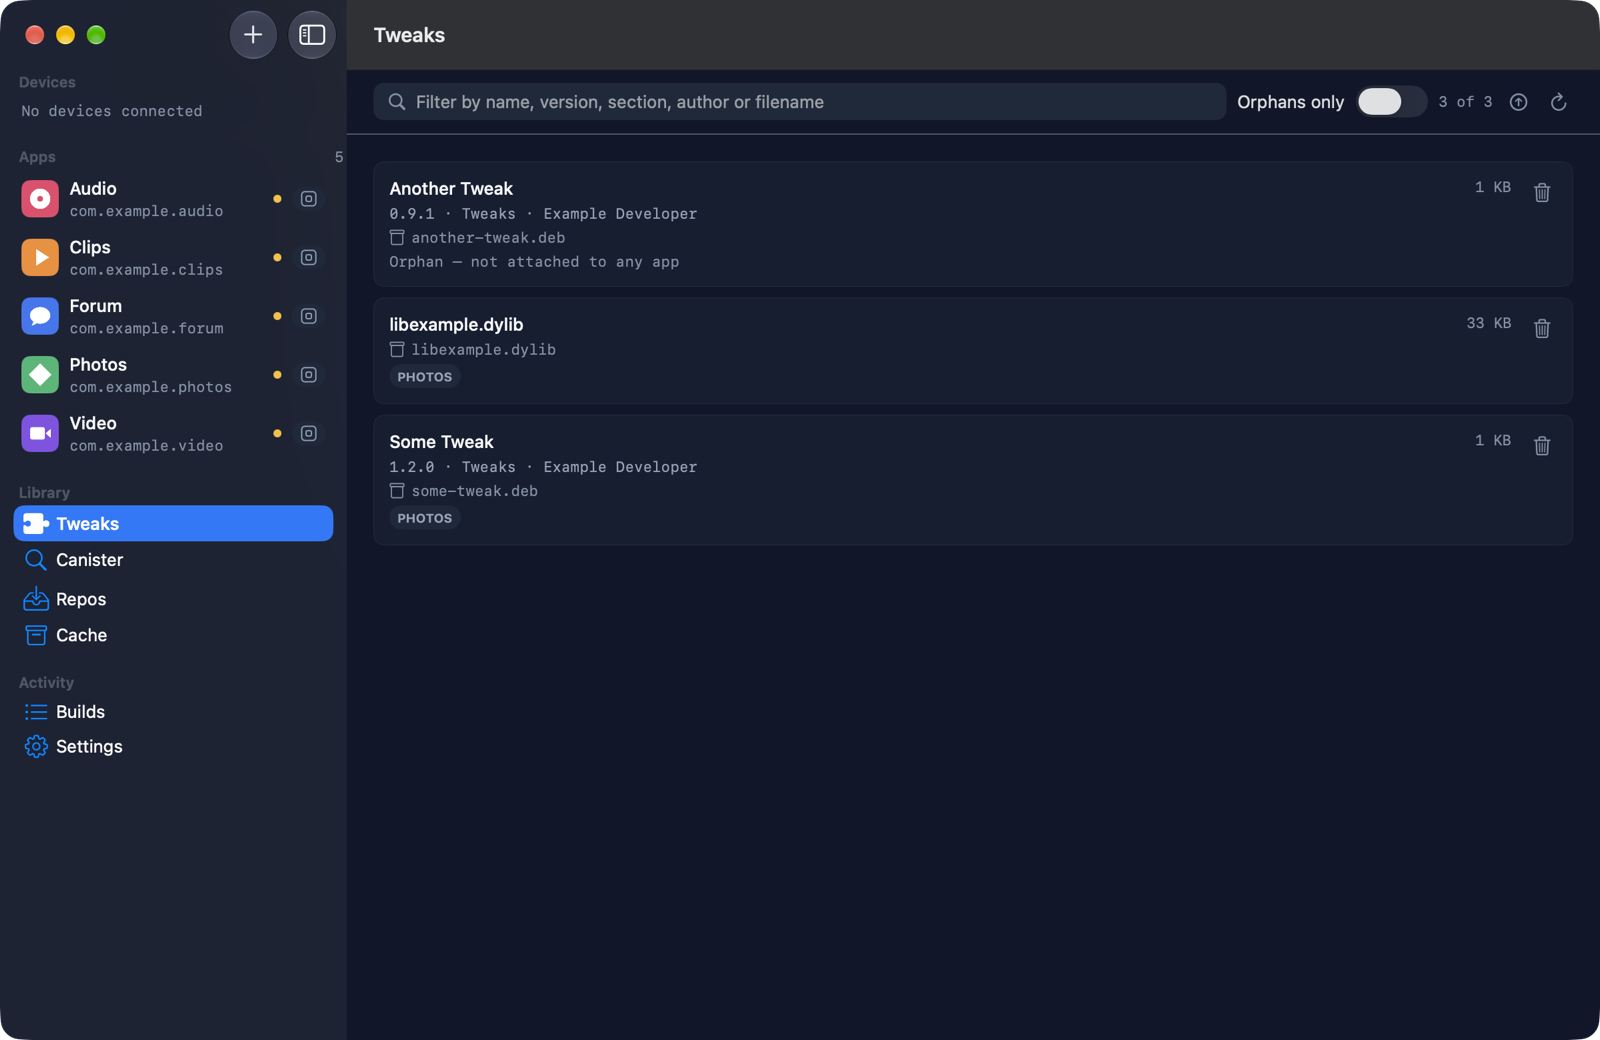 Tweaks
Devices
No devices connected
Apps 5
Audio
com.example.audio
Clips
com.example.clips
Forum
com.example.forum
Photos
com.example.photos
Video
com.example.video
Library
Tweaks
Canister
Repos
Cache
Activity
Builds
Settings
Filter by name, version, section, author or filename
Orphans only
3 of 3
Another Tweak
1 KB
0.9.1 · Tweaks · Example Developer
another-tweak.deb
Orphan — not attached to any app
libexample.dylib
33 KB
libexample.dylib
PHOTOS
Some Tweak
1 KB
1.2.0 · Tweaks · Example Developer
some-tweak.deb
PHOTOS